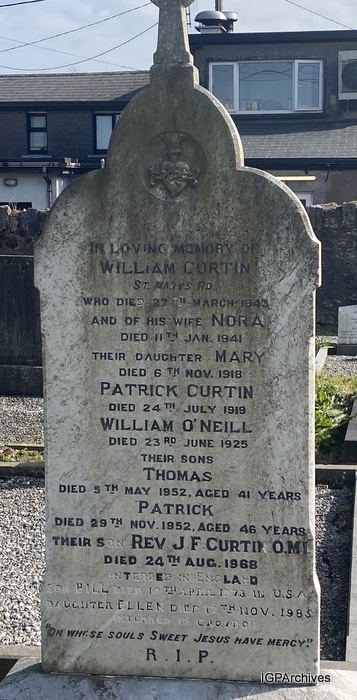 IN LOVING MEMORY OF
WILLIAM CURTIN
ST. MARYS RD.,
WHO DIED 27TH MARCH 1943
AND OF HIS WIFE NORA
DIED 11TH JAN. 1941
THEIR DAUGHTER MARY
DIED 6TH NOV. 1918
PATRICK CURTIN
DIED 24TH JULY 1919
WILLIAM O'NEILL
DIED 23RD JUNE 1925
THEIR SONS
THOMAS
DIED 5TH MAY 1952, AGED 41 YEARS
PATRICK
DIED 29TH NOV. 1952, AGED 46 YEARS
THEIR SON REV. J. F. CURTIN O.M.I
DIED 24TH AUG. 1968
INTERRED IN ENGLAND
SON BILL DIED APRIL IN U.S.A.
DAUGHTER ELLEN DIED 17TH NOV. 1985
INTERRED IN CROYDON
"ON WHOSE SOULS SWEET JESUS HAVE MERCY"
R.I.P.
IGPArchives